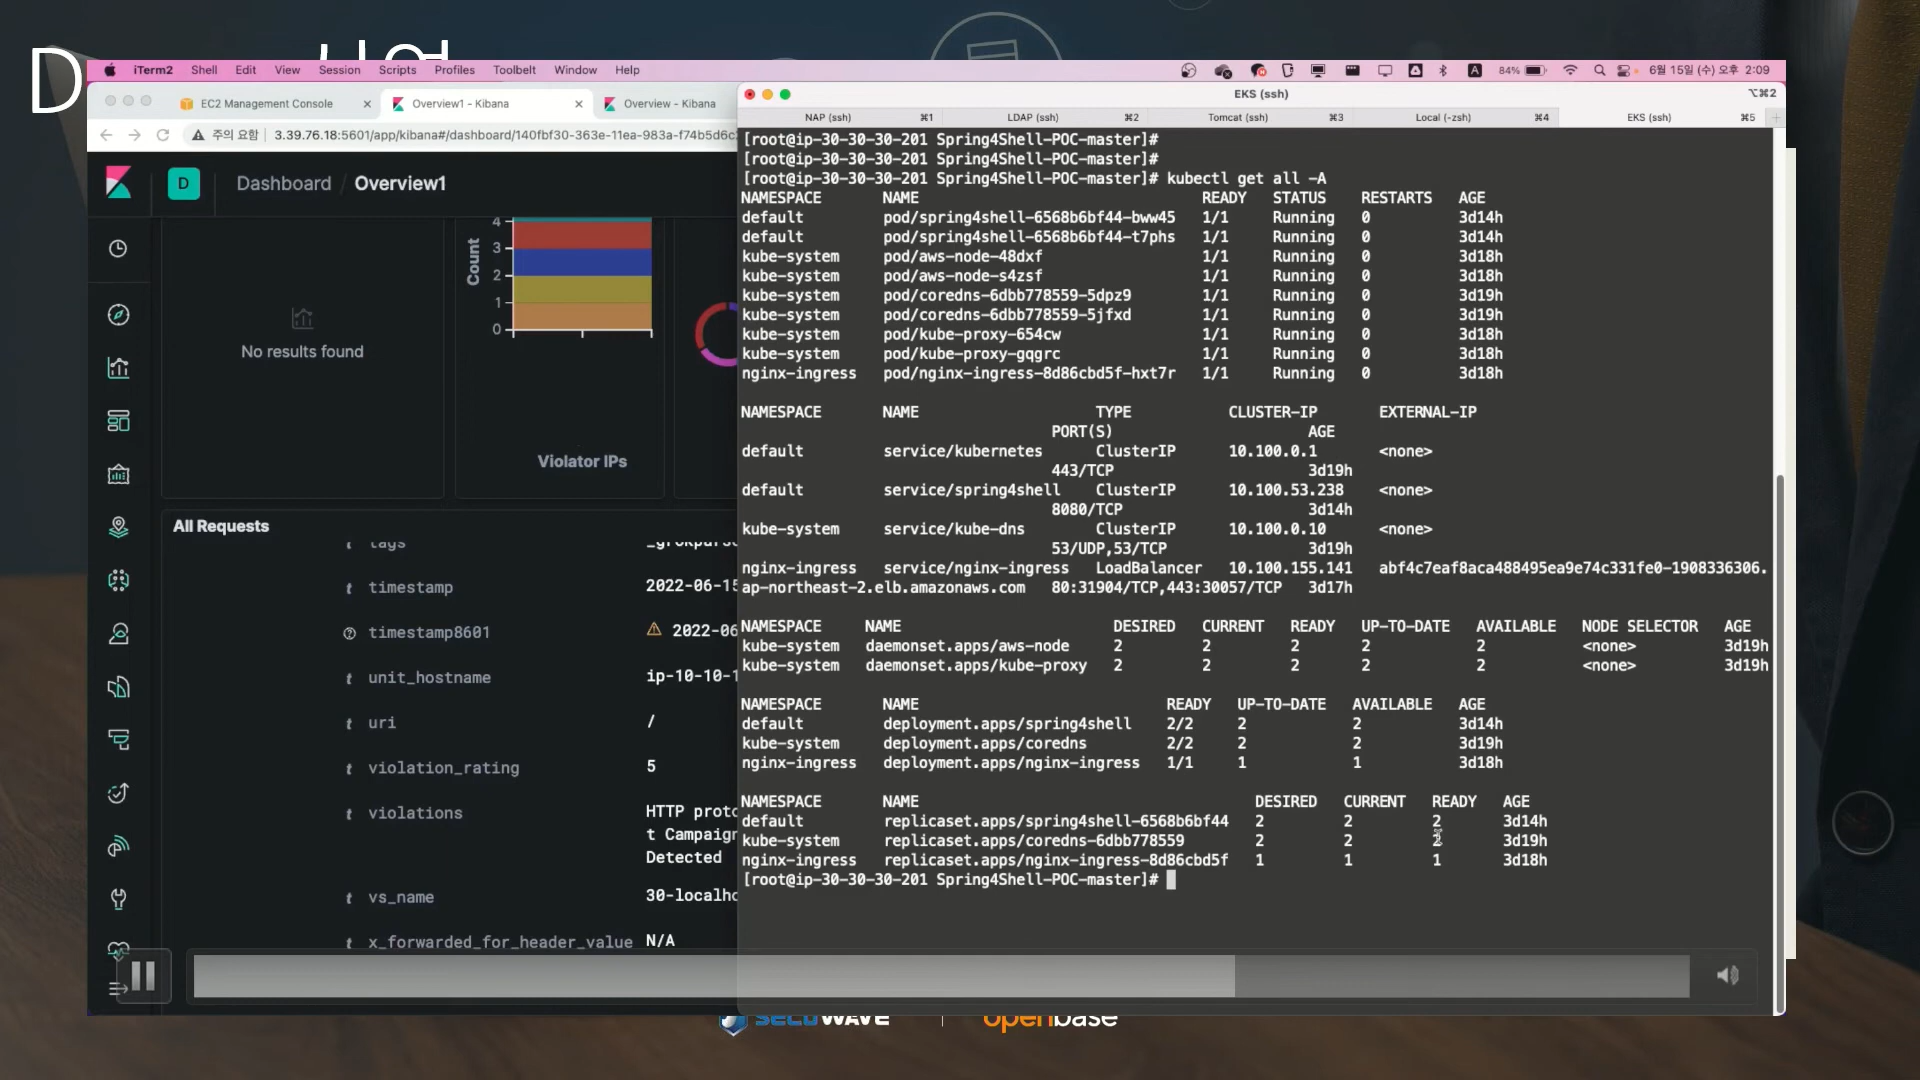 D
iTerm2 Shell Edit View Session Scripts Profiles Toolbelt Window Help
84% 6월 15일 (수) 오후 2:09
EC2 Management Console
Overview1 - Kibana
Overview - Kibana
주의 요함 3.39.76.18:5601/app/kibana#/dashboard/140fbf30-363e-11ea-983a-f74b5d6c
D Dashboard / Overview1
Count
4
3
2
1
0
No results found
Violator IPs
All Requests
t tags
t timestamp 2022-06-15
timestamp8601 2022-06
t unit_hostname ip-10-10-1
t uri /
t violation_rating 5
t violations HTTP proto
t Campaign
Detected
t vs_name 30-localho
t x_forwarded_for_header_value N/A
EKS (ssh)
⌥⌘2
NAP (ssh) ⌘1 LDAP (ssh) ⌘2 Tomcat (ssh) ⌘3 Local (-zsh) ⌘4 EKS (ssh) ⌘5
[root@ip-30-30-30-201 Spring4Shell-POC-master]#
[root@ip-30-30-30-201 Spring4Shell-POC-master]#
[root@ip-30-30-30-201 Spring4Shell-POC-master]# kubectl get all -A
NAMESPACE NAME READY STATUS RESTARTS AGE
default pod/spring4shell-6568b6bf44-bww45 1/1 Running 0 3d14h
default pod/spring4shell-6568b6bf44-t7phs 1/1 Running 0 3d14h
kube-system pod/aws-node-48dxf 1/1 Running 0 3d18h
kube-system pod/aws-node-s4zsf 1/1 Running 0 3d18h
kube-system pod/coredns-6dbb778559-5dpz9 1/1 Running 0 3d19h
kube-system pod/coredns-6dbb778559-5jfxd 1/1 Running 0 3d19h
kube-system pod/kube-proxy-654cw 1/1 Running 0 3d18h
kube-system pod/kube-proxy-gqgrc 1/1 Running 0 3d18h
nginx-ingress pod/nginx-ingress-8d86cbd5f-hxt7r 1/1 Running 0 3d18h
NAMESPACE NAME TYPE CLUSTER-IP EXTERNAL-IP
PORT(S) AGE
default service/kubernetes ClusterIP 10.100.0.1 <none>
443/TCP 3d19h
default service/spring4shell ClusterIP 10.100.53.238 <none>
8080/TCP 3d14h
kube-system service/kube-dns ClusterIP 10.100.0.10 <none>
53/UDP,53/TCP 3d19h
nginx-ingress service/nginx-ingress LoadBalancer 10.100.155.141 abf4c7eaf8aca488495ea9e74c331fe0-1908336306.
ap-northeast-2.elb.amazonaws.com 80:31904/TCP,443:30057/TCP 3d17h
NAMESPACE NAME DESIRED CURRENT READY UP-TO-DATE AVAILABLE NODE SELECTOR AGE
kube-system daemonset.apps/aws-node 2 2 2 2 2 <none> 3d19h
kube-system daemonset.apps/kube-proxy 2 2 2 2 2 <none> 3d19h
NAMESPACE NAME READY UP-TO-DATE AVAILABLE AGE
default deployment.apps/spring4shell 2/2 2 2 3d14h
kube-system deployment.apps/coredns 2/2 2 2 3d19h
nginx-ingress deployment.apps/nginx-ingress 1/1 1 1 3d18h
NAMESPACE NAME DESIRED CURRENT READY AGE
default replicaset.apps/spring4shell-6568b6bf44 2 2 2 3d14h
kube-system replicaset.apps/coredns-6dbb778559 2 2 2 3d19h
nginx-ingress replicaset.apps/nginx-ingress-8d86cbd5f 1 1 1 3d18h
[root@ip-30-30-30-201 Spring4Shell-POC-master]#
SECUWAVE | openbase